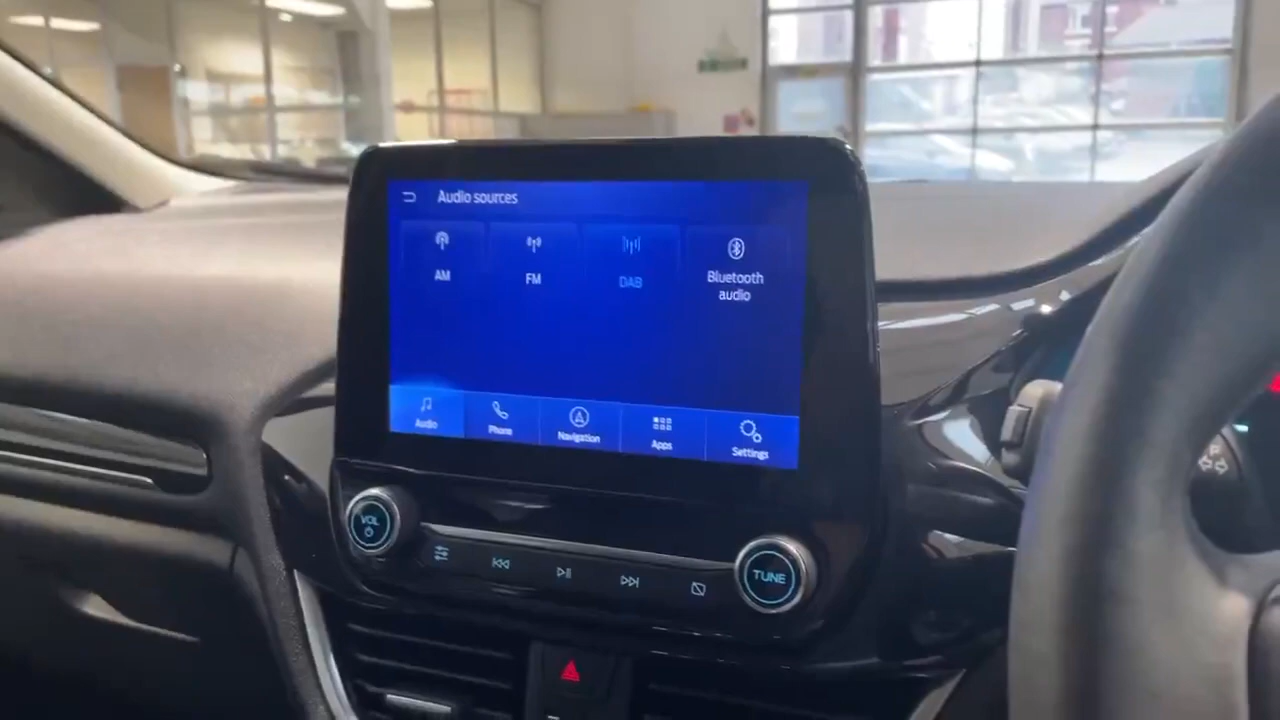 Audio sources
AM
FM
DAB
Bluetooth
audio
Audio
Phone
Navigation
Apps
Settings
VOL
TUNE
P